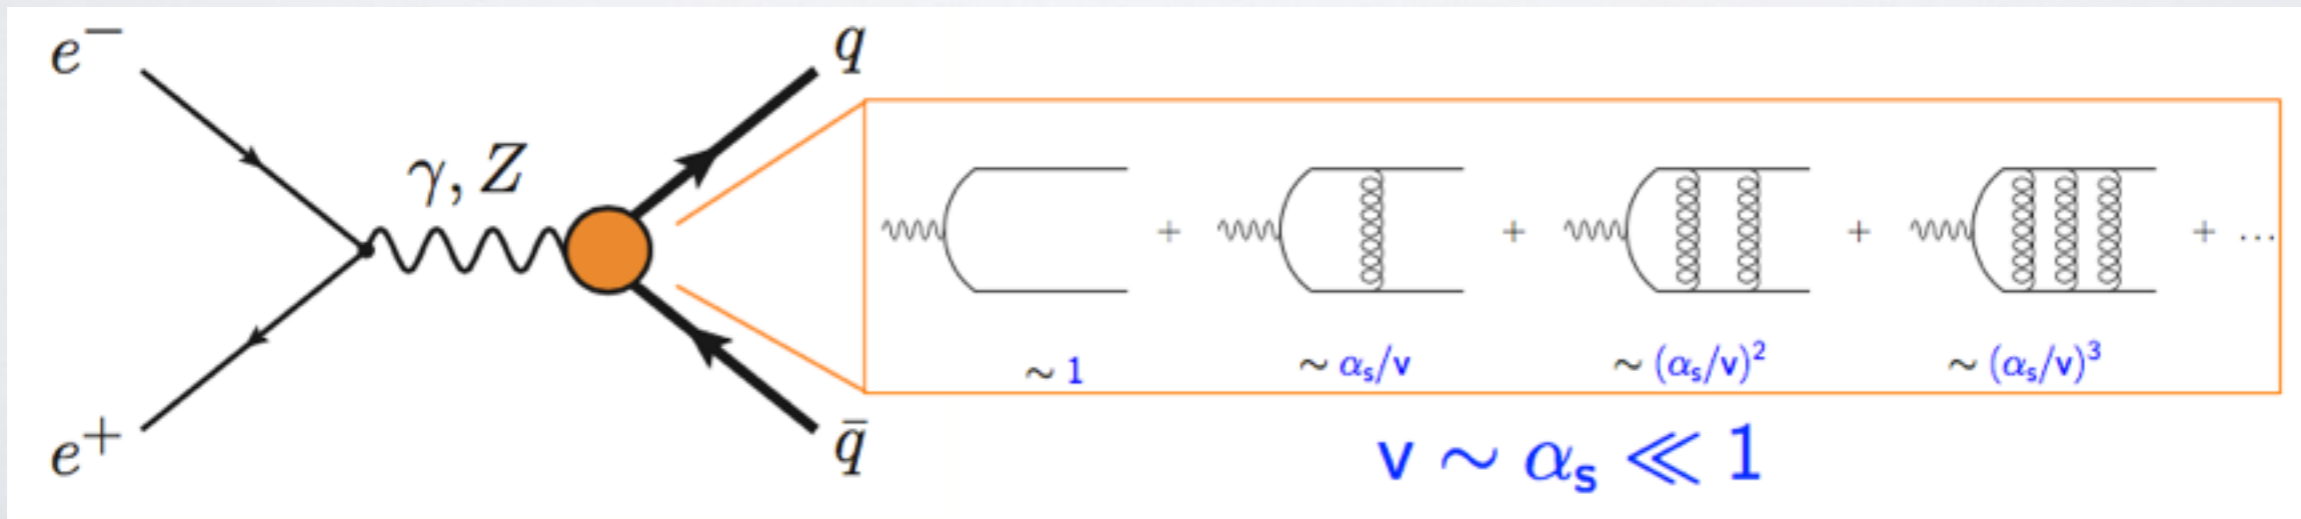 e⁻
q
γ, Z
+ + + + ...
~ 1 ~ αₛ/v ~ (αₛ/v)² ~ (αₛ/v)³
e⁺
q̄
v ~ αₛ ≪ 1